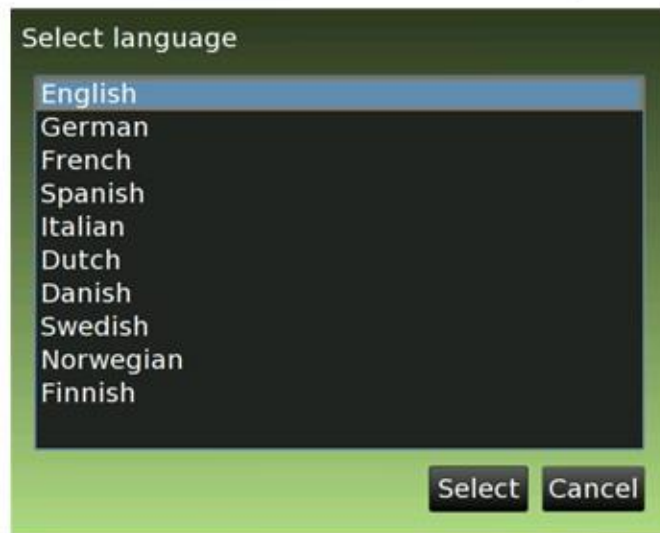 Select language
English
German
French
Spanish
Italian
Dutch
Danish
Swedish
Norwegian
Finnish
Select Cancel